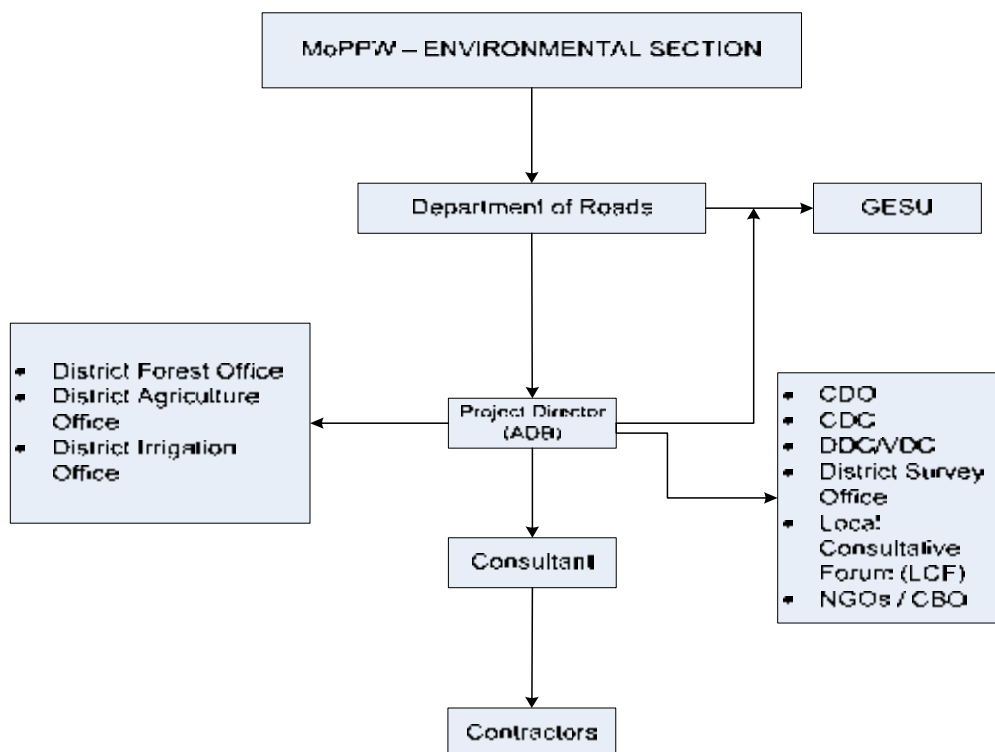 MoPPW – ENVIRONMENTAL SECTION
Department of Roads
GESU
• District Forest Office
• District Agriculture
Office
• District Irrigation
Office
Project Director
(ADB)
• CDO
• CDC
• DDC/VDC
• District Survey
Office
• Local
Consultative
Forum (LCF)
• NGOs / CBO
Consultant
Contractors